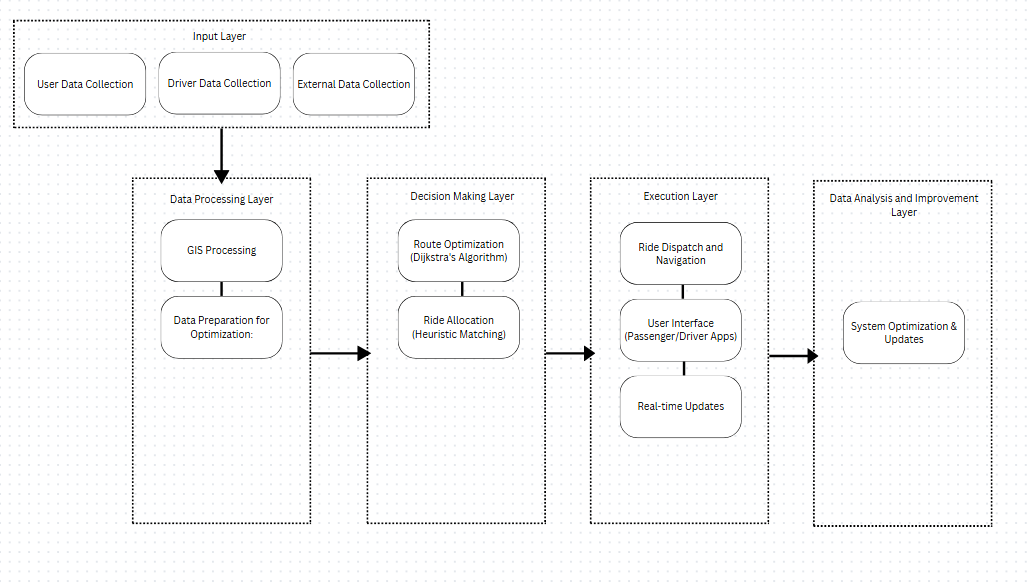 Input Layer
User Data Collection
Driver Data Collection
External Data Collection
Data Processing Layer
GIS Processing
Data Preparation for
Optimization:
Decision Making Layer
Route Optimization
(Dijkstra's Algorithm)
Ride Allocation
(Heuristic Matching)
Execution Layer
Ride Dispatch and
Navigation
User Interface
(Passenger/Driver Apps)
Real-time Updates
Data Analysis and Improvement
Layer
System Optimization &
Updates